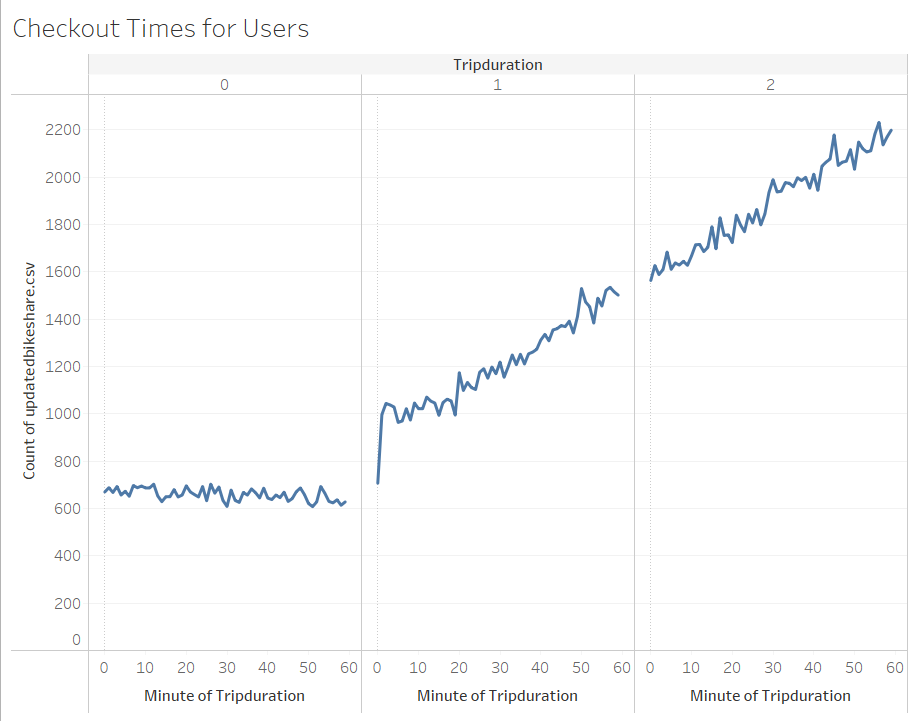 Checkout Times for Users
Tripduration
0 1 2
Count of updatedbikeshare.csv
2200
2000
1800
1600
1400
1200
1000
800
600
400
200
0
0 10 20 30 40 50 60 0 10 20 30 40 50 60 0 10 20 30 40 50 60
Minute of Tripduration Minute of Tripduration Minute of Tripduration